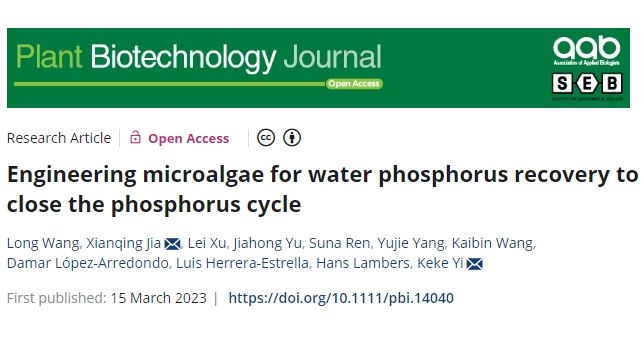 Plant Biotechnology Journal
Open Access
aab
Association of Applied Biologists
SEB
Research Article
Open Access
cc
Engineering microalgae for water phosphorus recovery to
close the phosphorus cycle
Long Wang, Xianqing Jia, Lei Xu, Jiahong Yu, Suna Ren, Yujie Yang, Kaibin Wang,
Damar López-Arredondo, Luis Herrera-Estrella, Hans Lambers, Keke Yi
First published: 15 March 2023 | https://doi.org/10.1111/pbi.14040